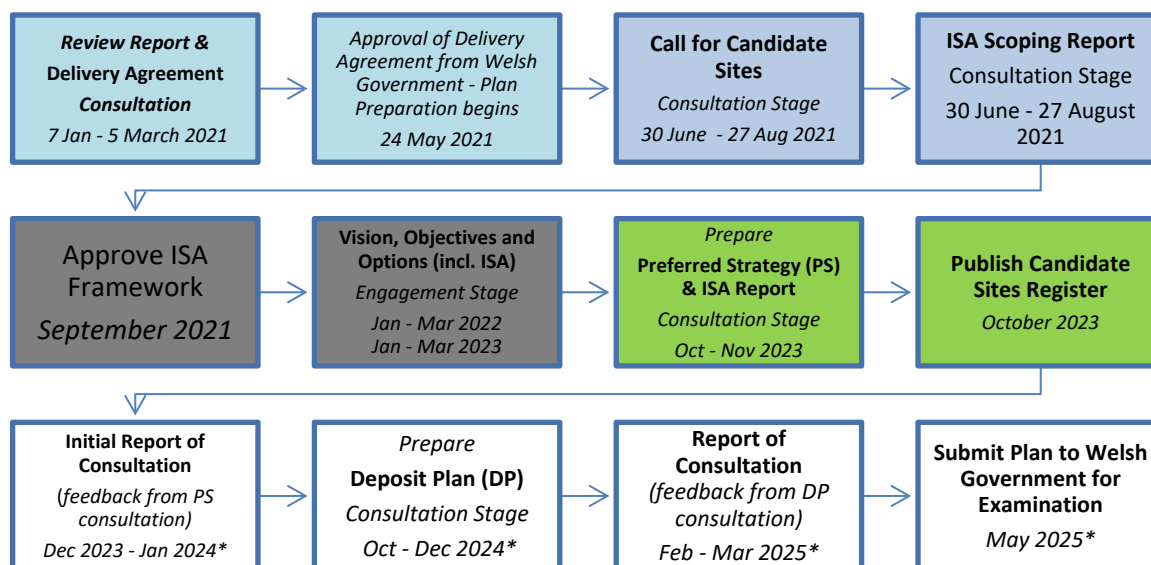 Review Report &
Delivery Agreement
Consultation
7 Jan - 5 March 2021
Approval of Delivery
Agreement from Welsh
Government - Plan
Preparation begins
24 May 2021
Call for Candidate
Sites
Consultation Stage
30 June - 27 Aug 2021
ISA Scoping Report
Consultation Stage
30 June - 27 August
2021
Approve ISA
Framework
September 2021
Vision, Objectives and
Options (incl. ISA)
Engagement Stage
Jan - Mar 2022
Jan - Mar 2023
Prepare
Preferred Strategy (PS)
& ISA Report
Consultation Stage
Oct - Nov 2023
Publish Candidate
Sites Register
October 2023
Initial Report of
Consultation
(feedback from PS
consultation)
Dec 2023 - Jan 2024*
Prepare
Deposit Plan (DP)
Consultation Stage
Oct - Dec 2024*
Report of
Consultation
(feedback from DP
consultation)
Feb - Mar 2025*
Submit Plan to Welsh
Government for
Examination
May 2025*